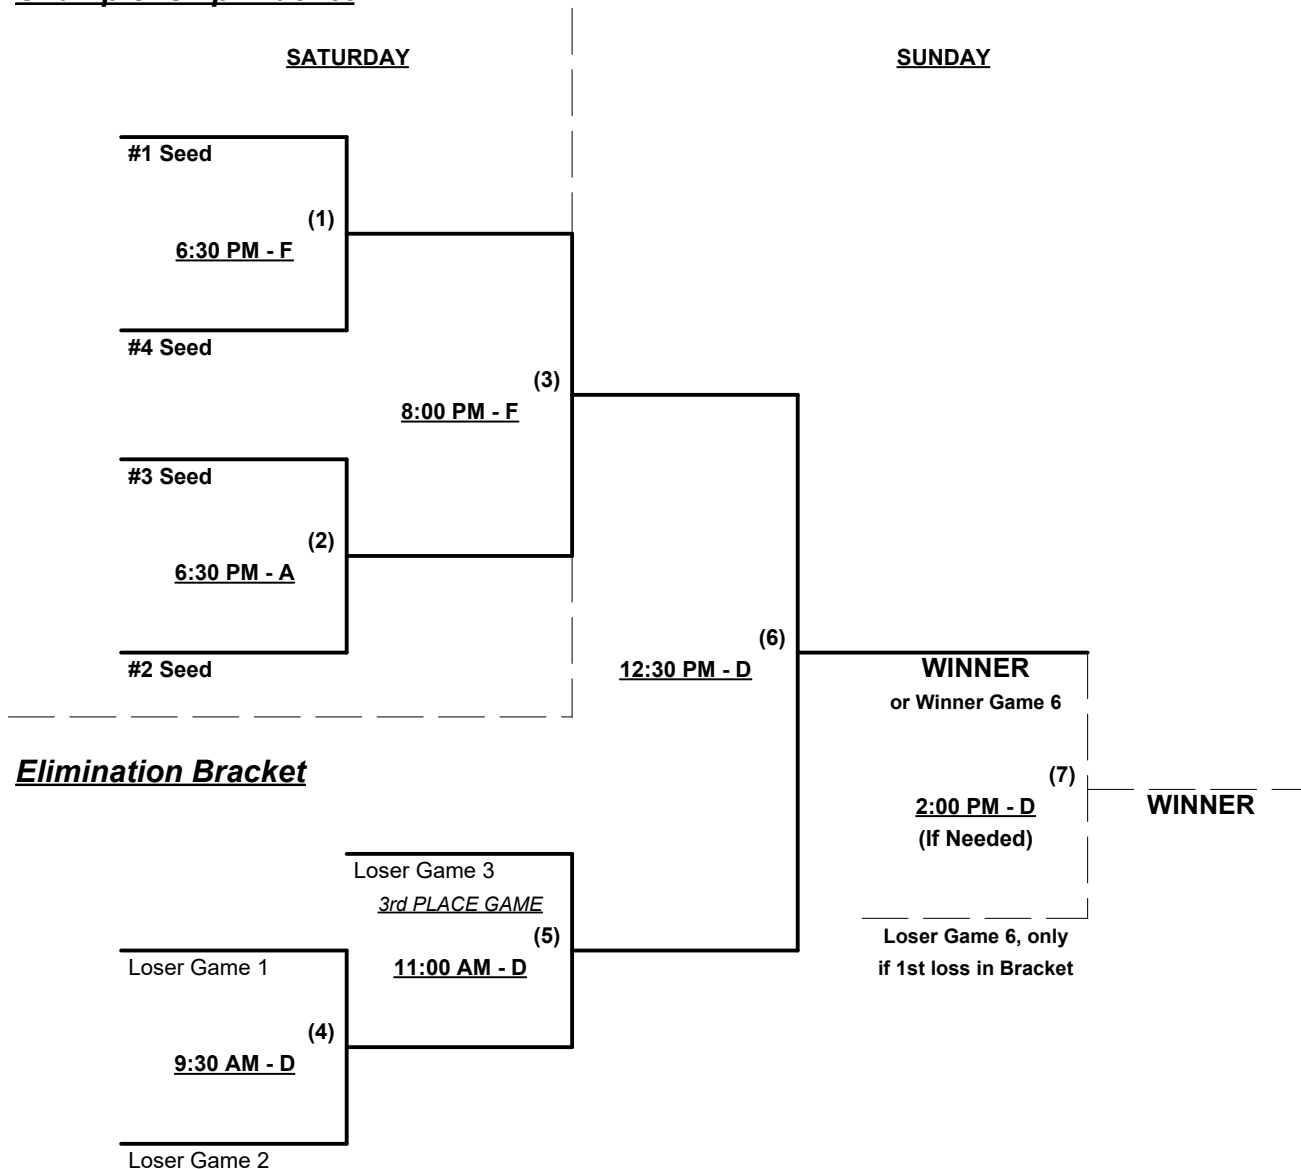 SATURDAY
SUNDAY
#1 Seed
(1)
6:30 PM - F
#4 Seed
(3)
8:00 PM - F
#3 Seed
(2)
6:30 PM - A
#2 Seed
(6)
12:30 PM - D
WINNER
or Winner Game 6
Elimination Bracket
(7)
2:00 PM - D
(If Needed)
WINNER
Loser Game 3
3rd PLACE GAME
(5)
11:00 AM - D
Loser Game 6, only
if 1st loss in Bracket
Loser Game 1
(4)
9:30 AM - D
Loser Game 2